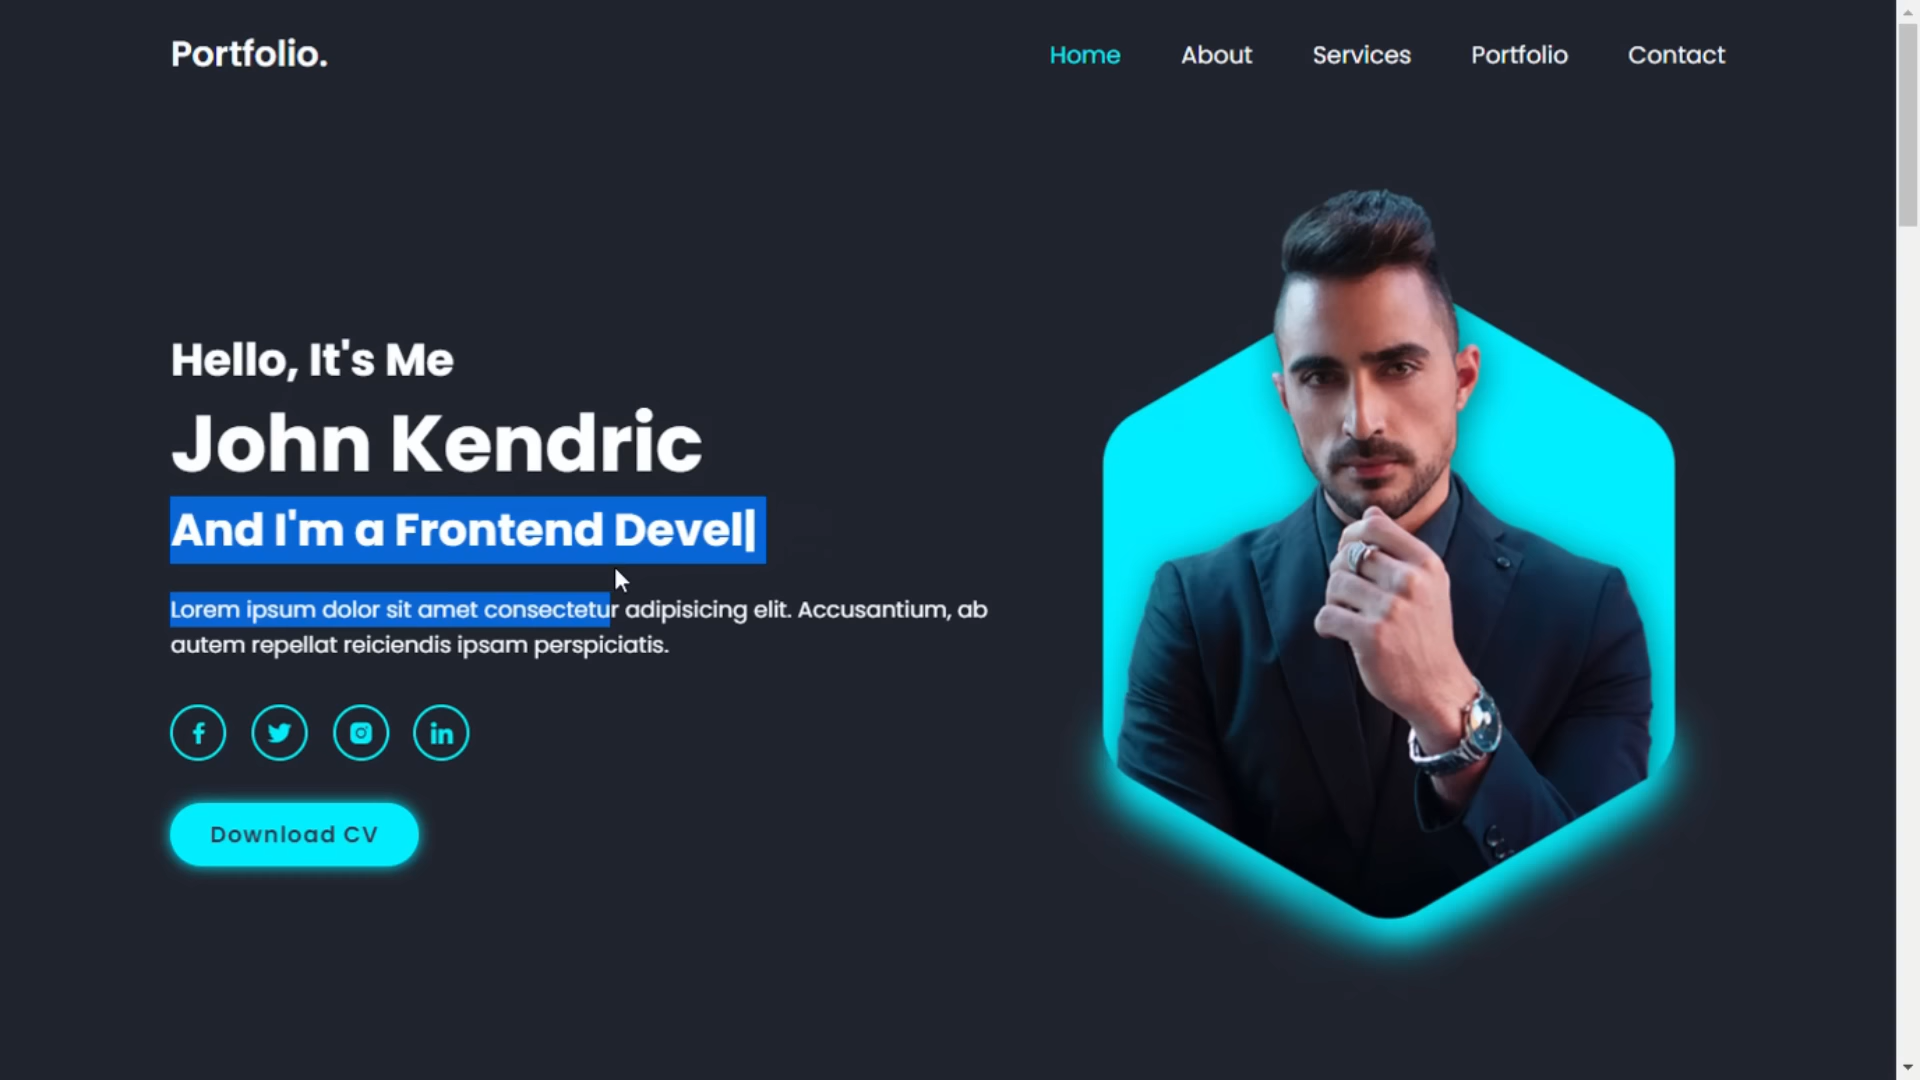 Portfolio.
Home About Services Portfolio Contact
Hello, It's Me
John Kendric
And I'm a Frontend Devel|
Lorem ipsum dolor sit amet consectetur adipisicing elit. Accusantium, ab
autem repellat reiciendis ipsam perspiciatis.
Download CV